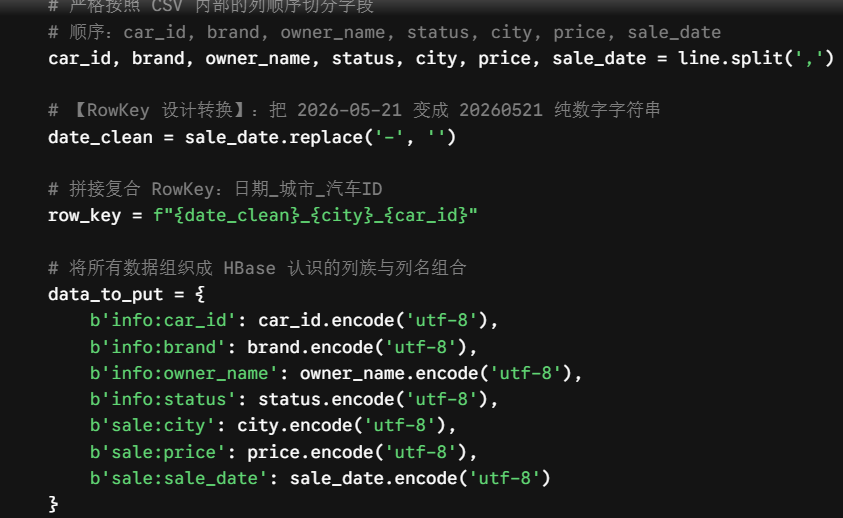 # 严格按照 CSV 内部的列顺序切分字段
# 顺序：car_id, brand, owner_name, status, city, price, sale_date
car_id, brand, owner_name, status, city, price, sale_date = line.split(',')
# 【RowKey 设计转换】：把 2026-05-21 变成 20260521 纯数字字符串
date_clean = sale_date.replace('-', '')
# 拼接复合 RowKey：日期_城市_汽车ID
row_key = f"{date_clean}_{city}_{car_id}"
# 将所有数据组织成 HBase 认识的列族与列名组合
data_to_put = {
b'info:car_id': car_id.encode('utf-8'),
b'info:brand': brand.encode('utf-8'),
b'info:owner_name': owner_name.encode('utf-8'),
b'info:status': status.encode('utf-8'),
b'sale:city': city.encode('utf-8'),
b'sale:price': price.encode('utf-8'),
b'sale:sale_date': sale_date.encode('utf-8')
}